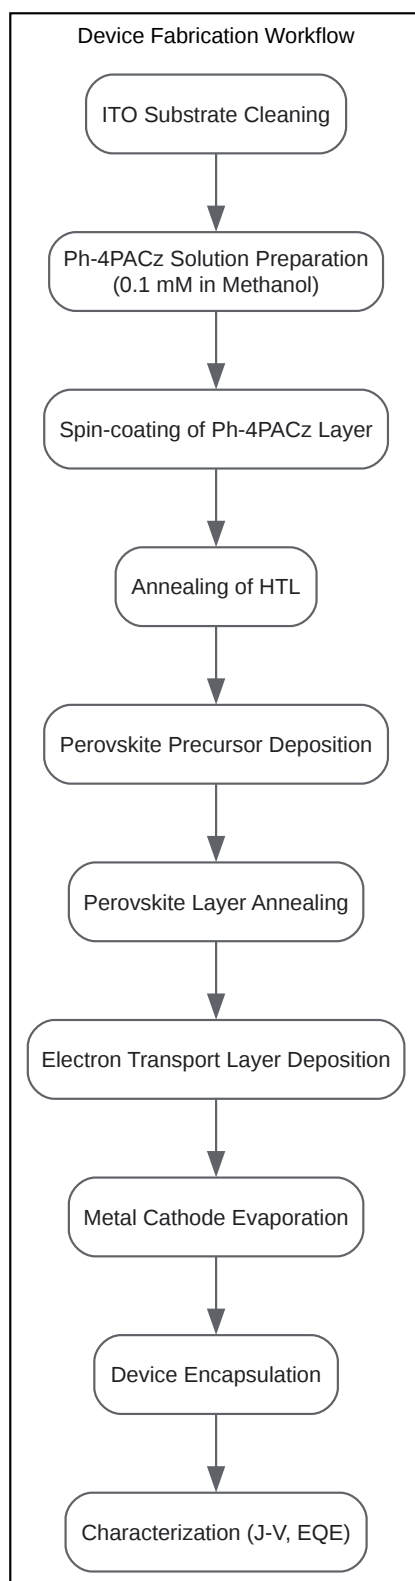 Device Fabrication Workflow
ITO Substrate Cleaning
Ph-4PACz Solution Preparation
(0.1 mM in Methanol)
Spin-coating of Ph-4PACz Layer
Annealing of HTL
Perovskite Precursor Deposition
Perovskite Layer Annealing
Electron Transport Layer Deposition
Metal Cathode Evaporation
Device Encapsulation
Characterization (J-V, EQE)